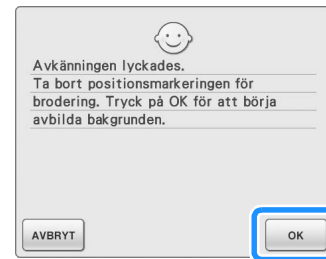 Avkänningen lyckades.
Ta bort positionsmarkeringen för
brodering. Tryck på OK för att börja
avbilda bakgrunden.
AVBRYT
OK